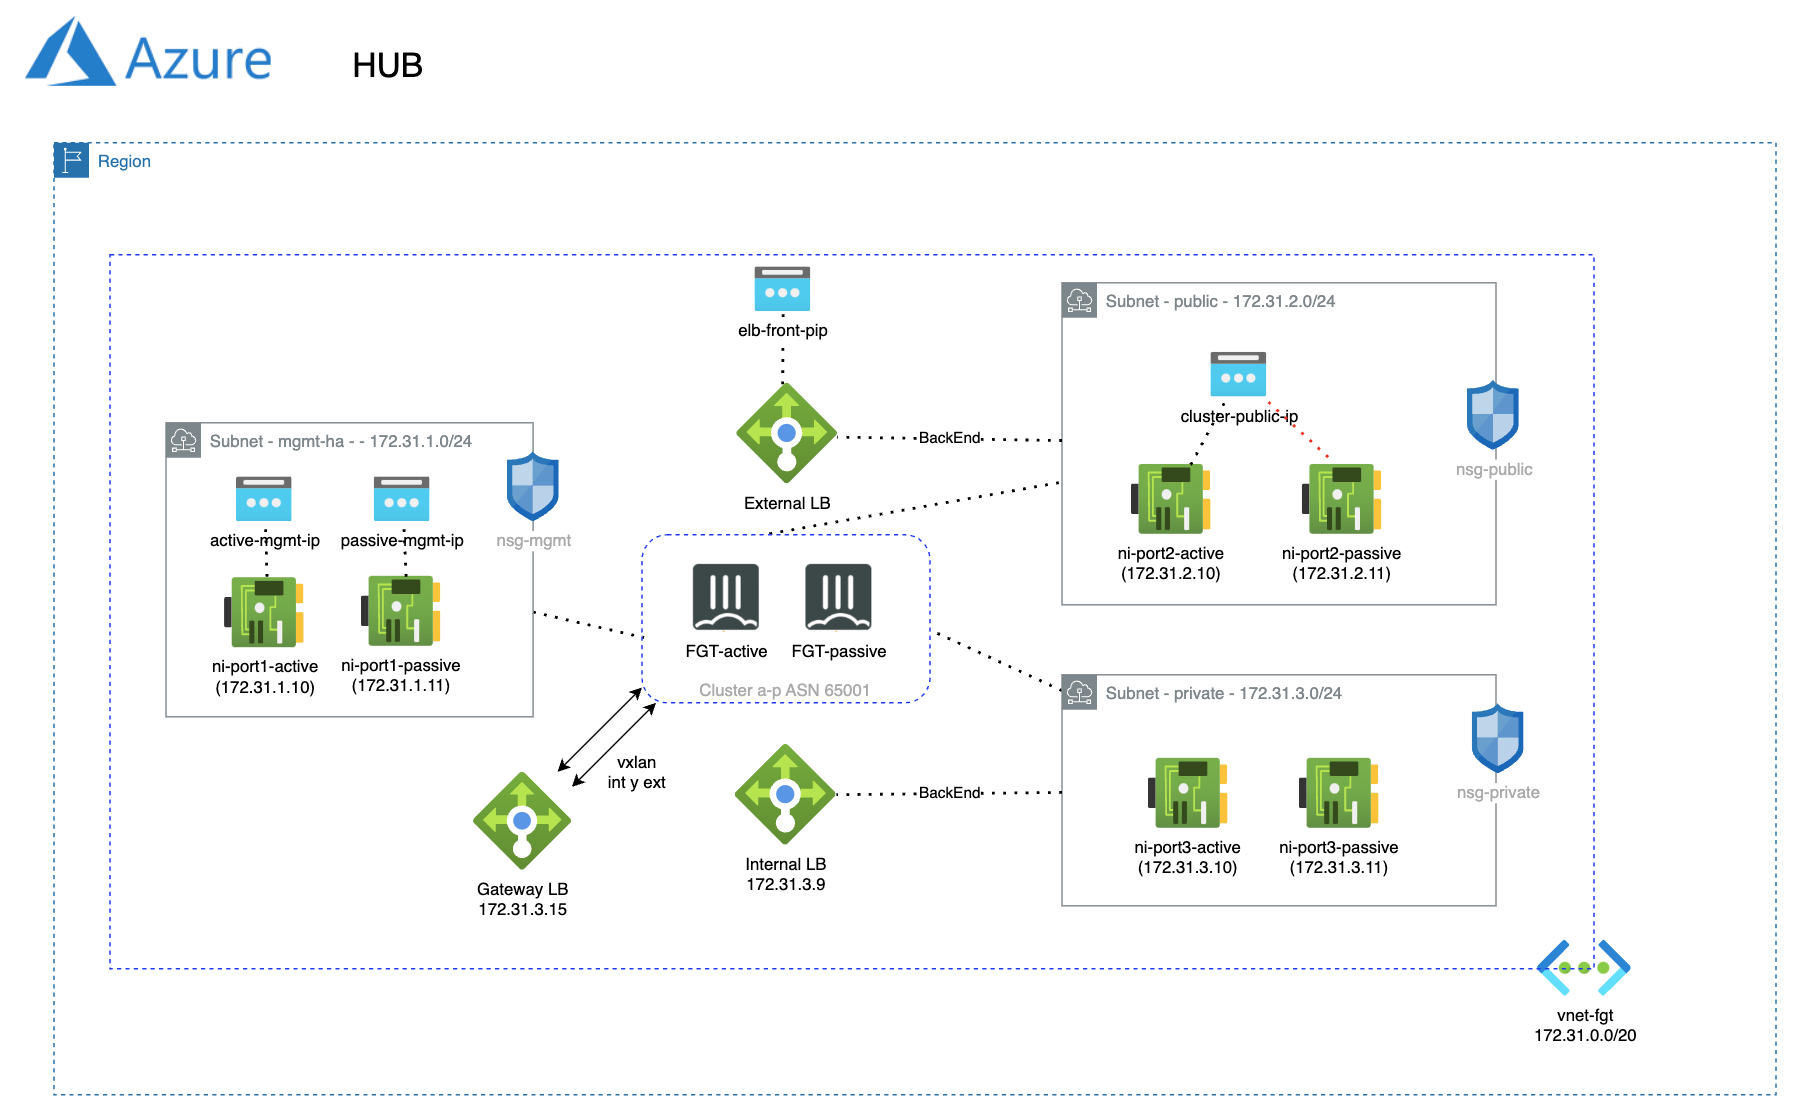 Azure
HUB
Region
elb-front-pip
External LB
BackEnd
Subnet - public - 172.31.2.0/24
cluster-public-ip
ni-port2-active
(172.31.2.10)
ni-port2-passive
(172.31.2.11)
nsg-public
Subnet - mgmt-ha - - 172.31.1.0/24
active-mgmt-ip
passive-mgmt-ip
nsg-mgmt
ni-port1-active
(172.31.1.10)
ni-port1-passive
(172.31.1.11)
FGT-active
FGT-passive
Cluster a-p ASN 65001
vxlan
int y ext
Gateway LB
172.31.3.15
Internal LB
172.31.3.9
BackEnd
Subnet - private - 172.31.3.0/24
ni-port3-active
(172.31.3.10)
ni-port3-passive
(172.31.3.11)
nsg-private
vnet-fgt
172.31.0.0/20